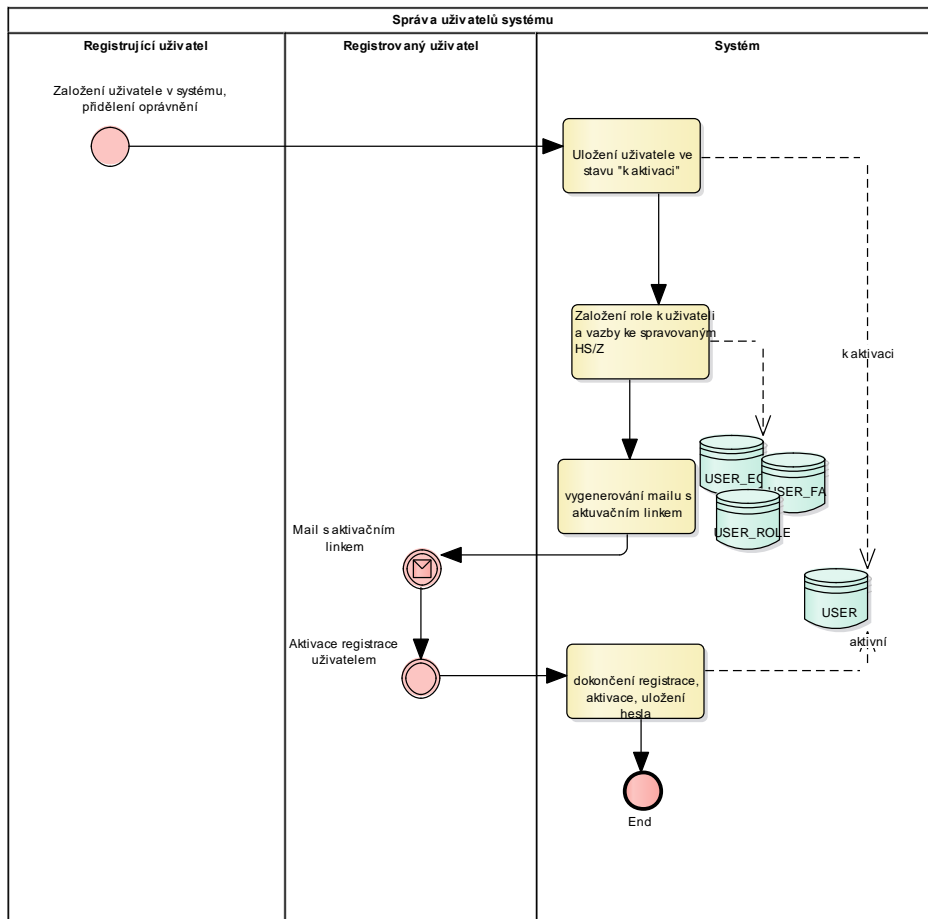 Správa uživatelů systému
Registrující uživatel
Registrovaný uživatel
Systém
Založení uživatele v systému,
přidělení oprávnění
Uložení uživatele ve
stavu "k aktivaci"
Založení role k uživateli
a vazby ke spravovaným
HS/Z
k aktivaci
USER_EQ
USER_FA
USER_ROLE
vygenerování mailu s
aktuvačním linkem
Mail s aktivačním
linkem
USER
aktivní
Aktivace registrace
uživatelem
dokončení registrace,
aktivace, uložení
hesla
End